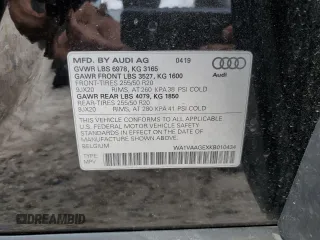 MFD. BY AUDI AG 04/19
GVWR LBS 6978, KG 3165
GAWR FRONT LBS 3527, KG 1600
FRONT-TIRES 255/50 R20
9JX20 RIMS, AT 260 KPA 38 PSI COLD
GAWR REAR LBS 4079, KG 1850
REAR-TIRES 255/50 R20
9JX20 RIMS, AT 280 KPA 41 PSI COLD
Audi
THIS VEHICLE CONFORMS TO ALL APPLICABLE
U.S. FEDERAL MOTOR VEHICLE SAFETY
STANDARDS IN EFFECT ON THE DATE OF
MANUFACTURE SHOWN ABOVE.
BELGIUM WA1VAAGEXKB010434
TYPE:
MPV
© DREAMBID